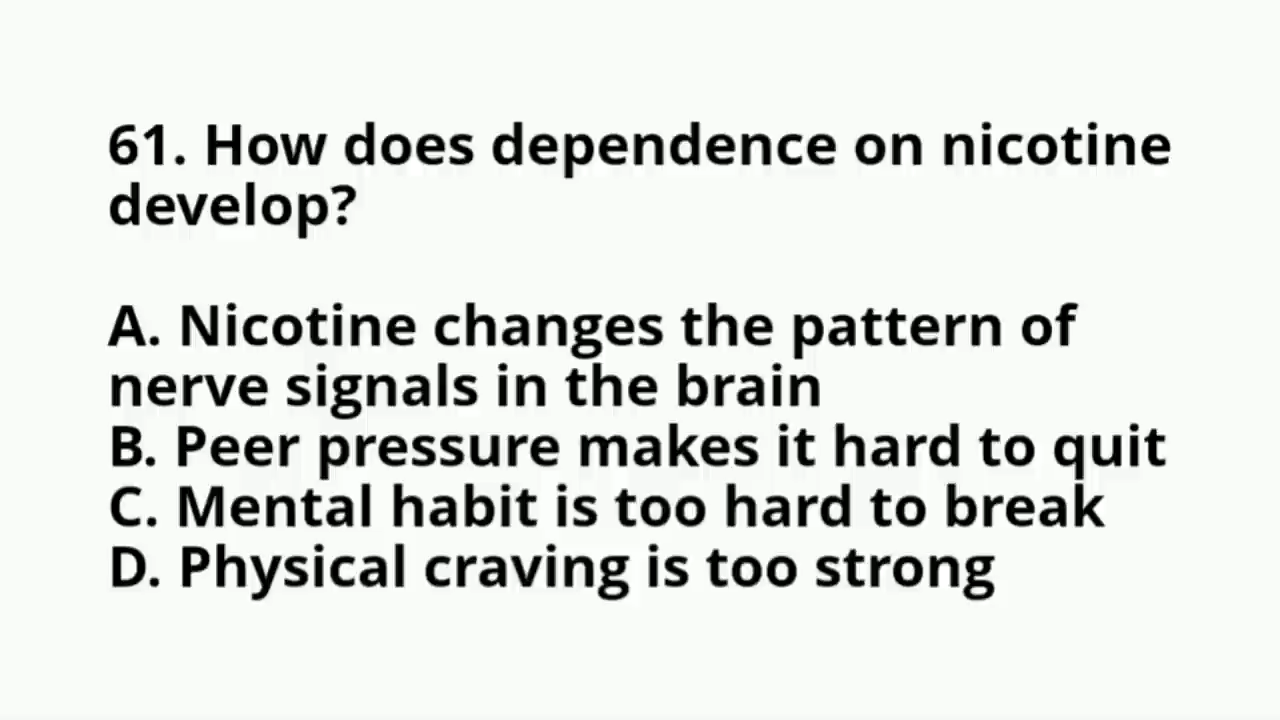 61. How does dependence on nicotine
develop?
A. Nicotine changes the pattern of
nerve signals in the brain
B. Peer pressure makes it hard to quit
C. Mental habit is too hard to break
D. Physical craving is too strong